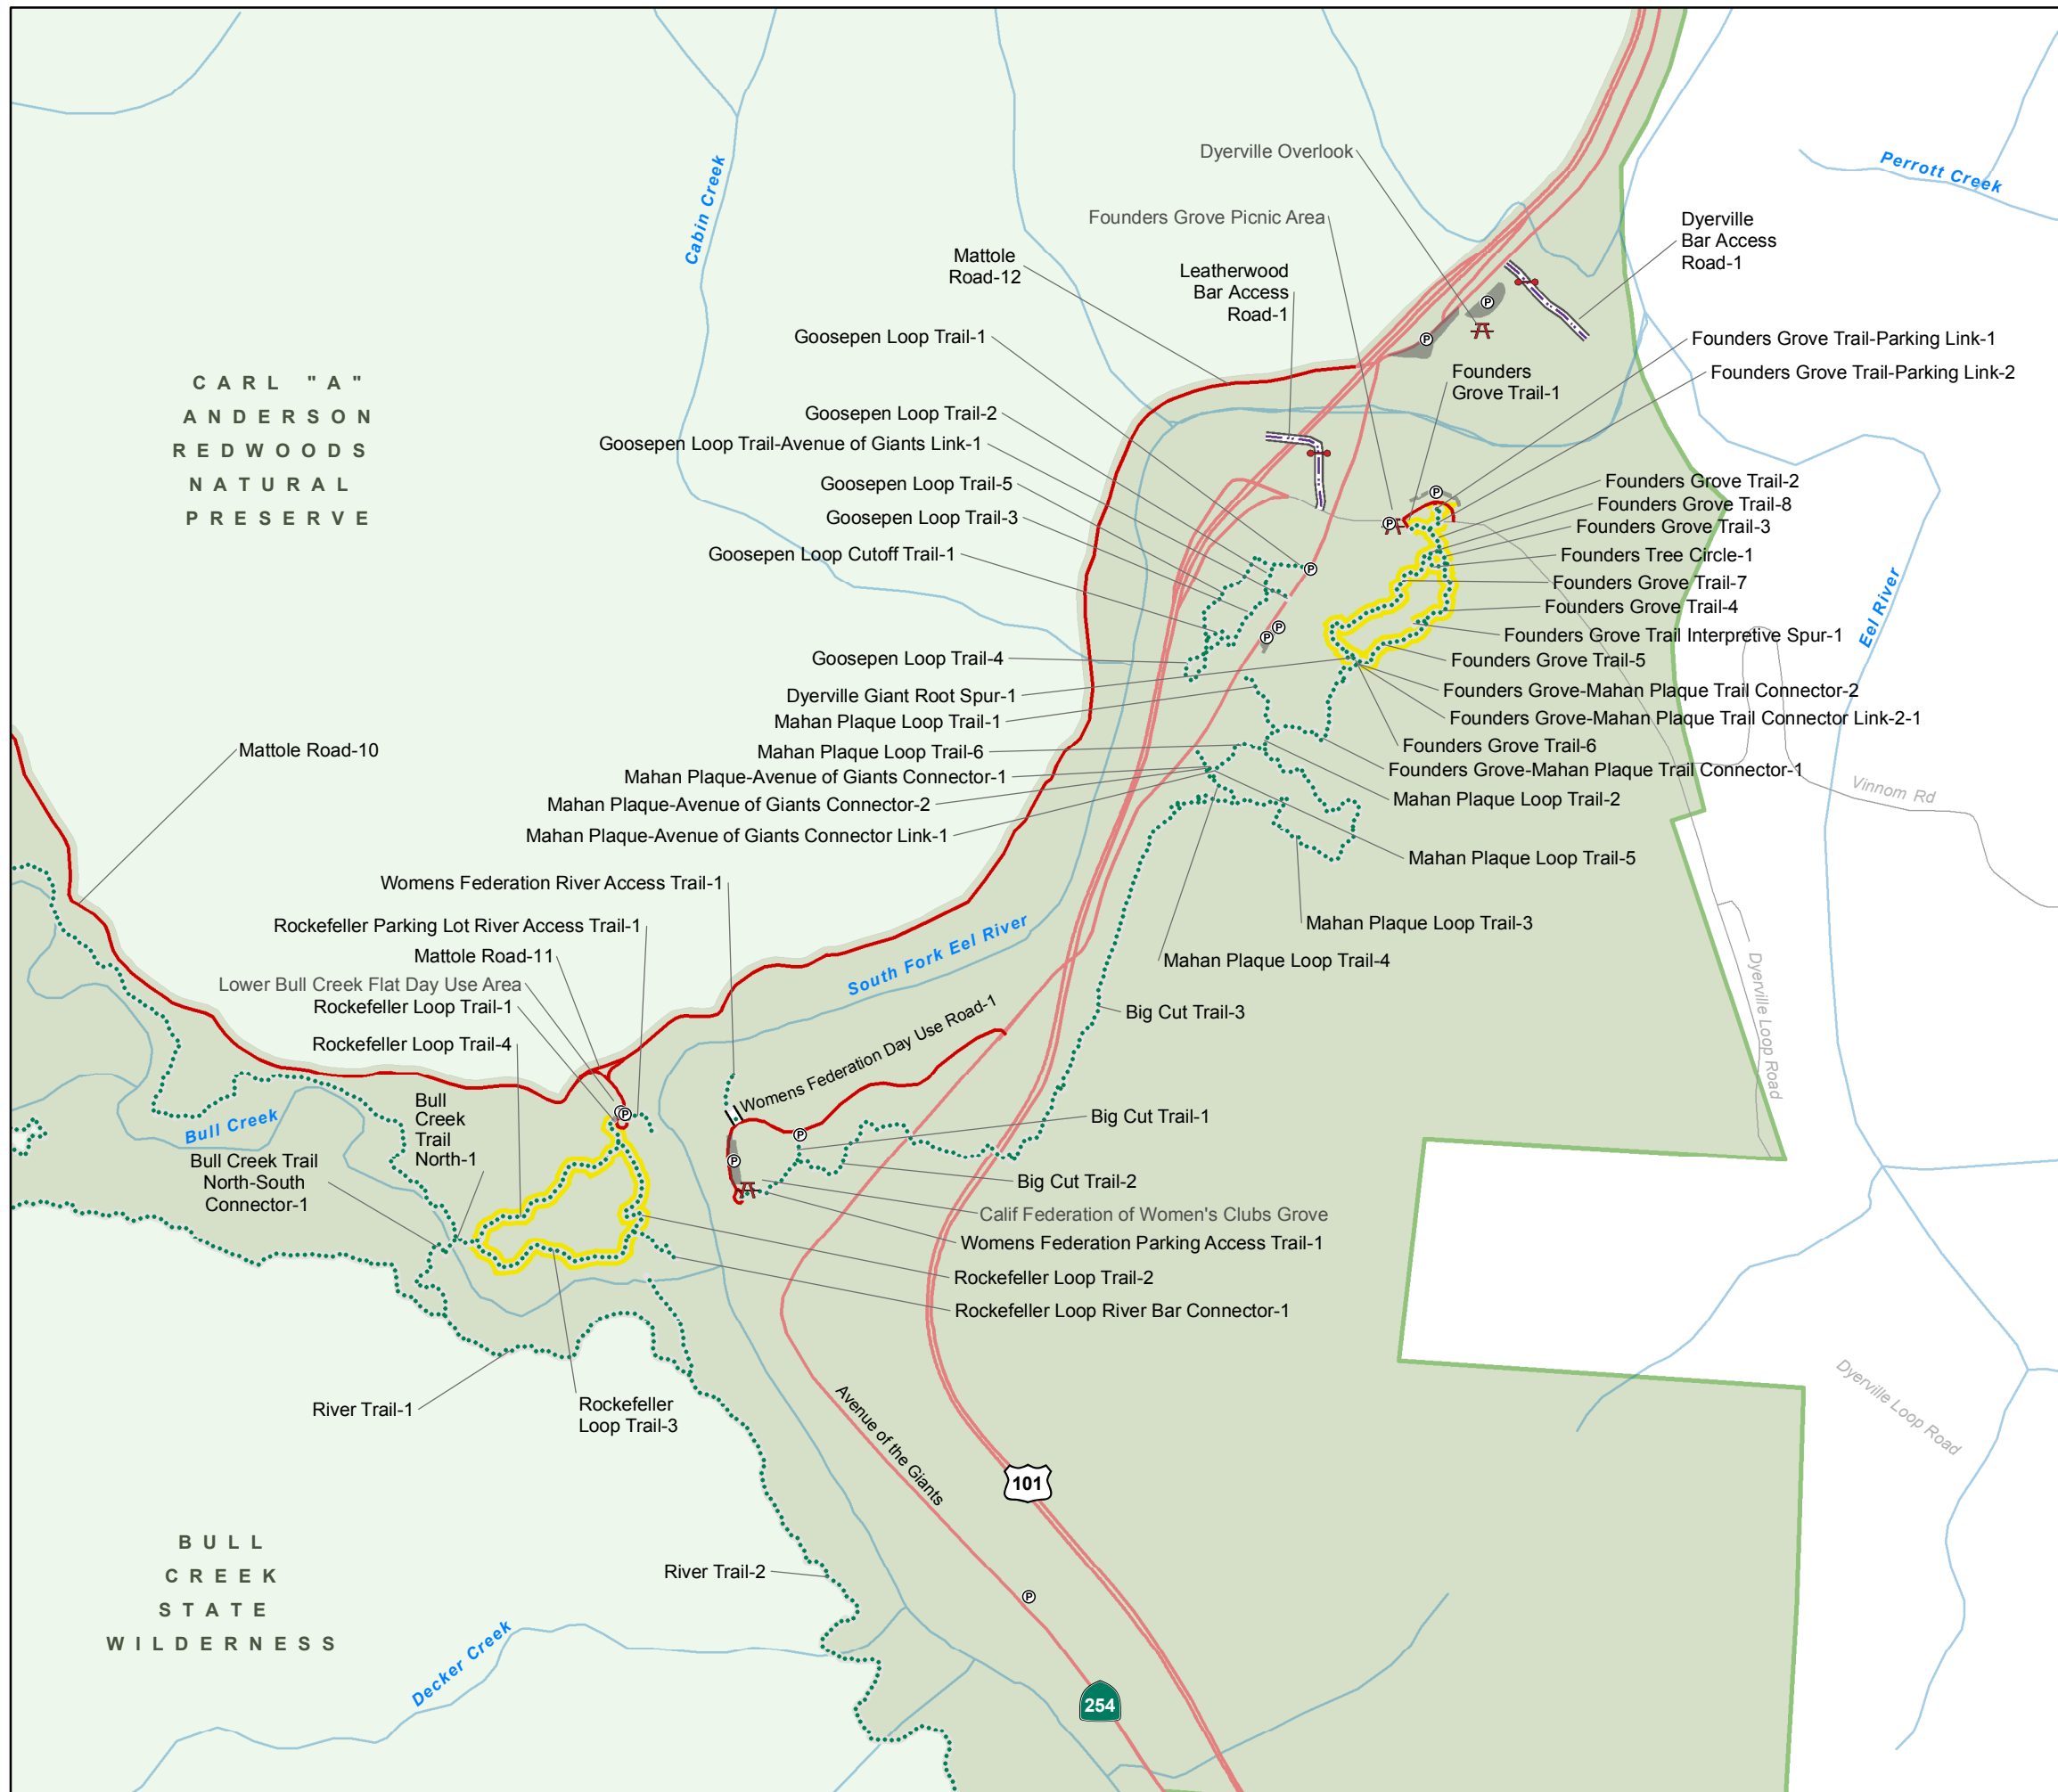 Dyerville Overlook
Perrott Creek
Cabin Creek
Founders Grove Picnic Area
Dyerville
Bar Access
Road-1
Mattole
Road-12
Leatherwood
Bar Access
Road-1
Goosepen Loop Trail-1
Founders Grove Trail-Parking Link-1
Founders
Grove Trail-1
Founders Grove Trail-Parking Link-2
CARL "A"
ANDERSON
REDWOODS
NATURAL
PRESERVE
Goosepen Loop Trail-2
Goosepen Loop Trail-Avenue of Giants Link-1
Goosepen Loop Trail-5
Goosepen Loop Trail-3
Goosepen Loop Cutoff Trail-1
Founders Grove Trail-2
Founders Grove Trail-8
Founders Grove Trail-3
Founders Tree Circle-1
Founders Grove Trail-7
Founders Grove Trail-4
Founders Grove Trail Interpretive Spur-1
Eel River
Goosepen Loop Trail-4
Founders Grove Trail-5
Dyerville Giant Root Spur-1
Founders Grove-Mahan Plaque Trail Connector-2
Mahan Plaque Loop Trail-1
Founders Grove-Mahan Plaque Trail Connector Link-2-1
Mattole Road-10
Mahan Plaque Loop Trail-6
Founders Grove Trail-6
Mahan Plaque-Avenue of Giants Connector-1
Founders Grove-Mahan Plaque Trail Connector-1
Vinnom Rd
Mahan Plaque-Avenue of Giants Connector-2
Mahan Plaque Loop Trail-2
Mahan Plaque-Avenue of Giants Connector Link-1
Mahan Plaque Loop Trail-5
Womens Federation River Access Trail-1
Rockefeller Parking Lot River Access Trail-1
Mahan Plaque Loop Trail-3
Mattole Road-11
South Fork Eel River
Mahan Plaque Loop Trail-4
Lower Bull Creek Flat Day Use Area
Rockefeller Loop Trail-1
Dyerville Loop Road
Big Cut Trail-3
Womens Federation Day Use Road-1
Rockefeller Loop Trail-4
Bull
Creek
Trail
North-1
Bull Creek
Big Cut Trail-1
Bull Creek Trail
North-South
Connector-1
Big Cut Trail-2
Calif Federation of Women's Clubs Grove
Womens Federation Parking Access Trail-1
Rockefeller Loop Trail-2
Rockefeller Loop River Bar Connector-1
River Trail-1
Rockefeller
Loop Trail-3
Avenue of the Giants
Dyerville Loop Road
101
BULL
CREEK
STATE
WILDERNESS
River Trail-2
Decker Creek
254
P
P
P
P
P
P
P
P
P
P
P
P